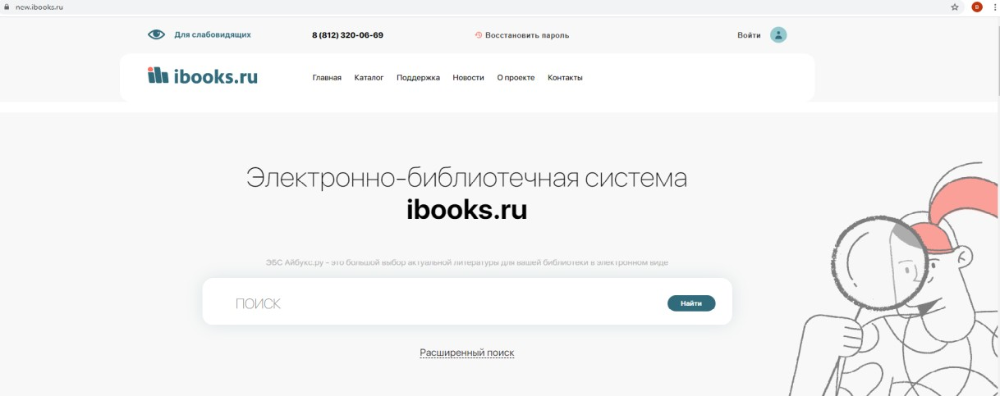 new.ibooks.ru
B
Для слабовидящих
8 (812) 320-06-69
Восстановить пароль
Войти
ibooks.ru
Главная Каталог Поддержка Новости О проекте Контакты
Электронно-библиотечная система
ibooks.ru
ЭБС Айбукс.ру - это большой выбор актуальной литературы для вашей библиотеки в электронном виде
ПОИСК
Найти
Расширенный поиск